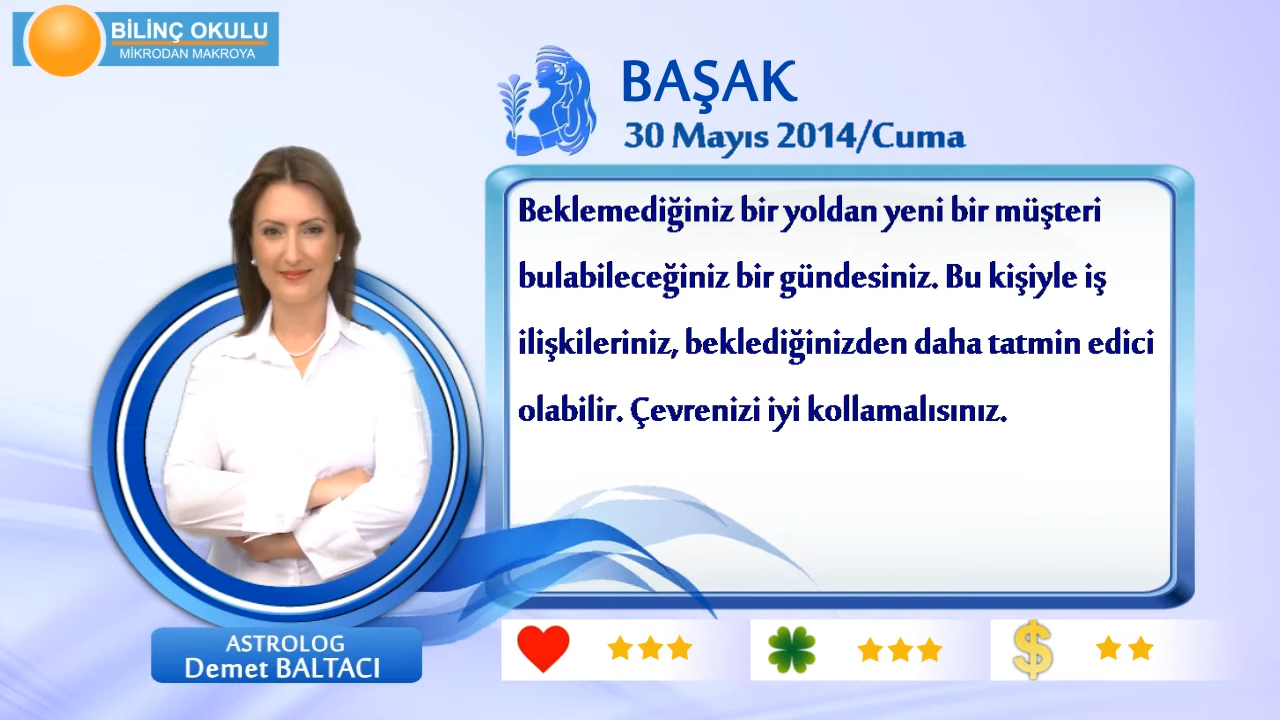 BİLİNÇ OKULU
MİKRODAN MAKROYA
BAŞAK
30 Mayıs 2014/Cuma
Beklemediğiniz bir yoldan yeni bir müşteri
bulabileceğiniz bir gündesiniz. Bu kişiyle iş
ilişkileriniz, beklediğinizden daha tatmin edici
olabilir. Çevrenizi iyi kollamalısınız.
ASTROLOG
Demet BALTACI